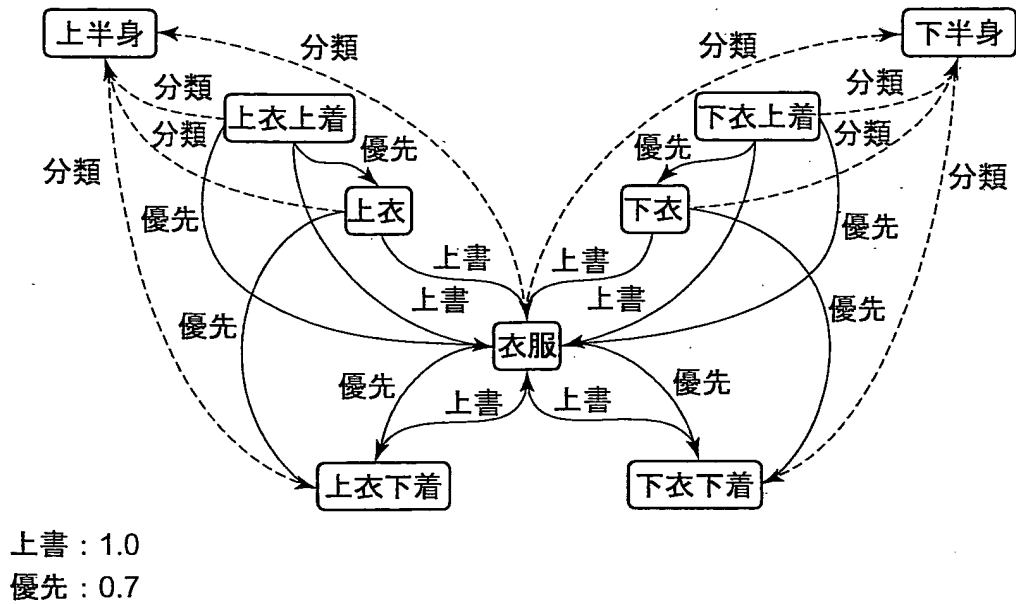 上半身
分類
分類
下半身
分類
上衣上着
下衣上着
分類
分類
優先
優先
分類
分類
分類
上衣
下衣
優先
優先
上書
上書
上書
上書
優先
優先
衣服
優先
優先
上書
上書
上衣下着
下衣下着
上書：1.0
優先：0.7